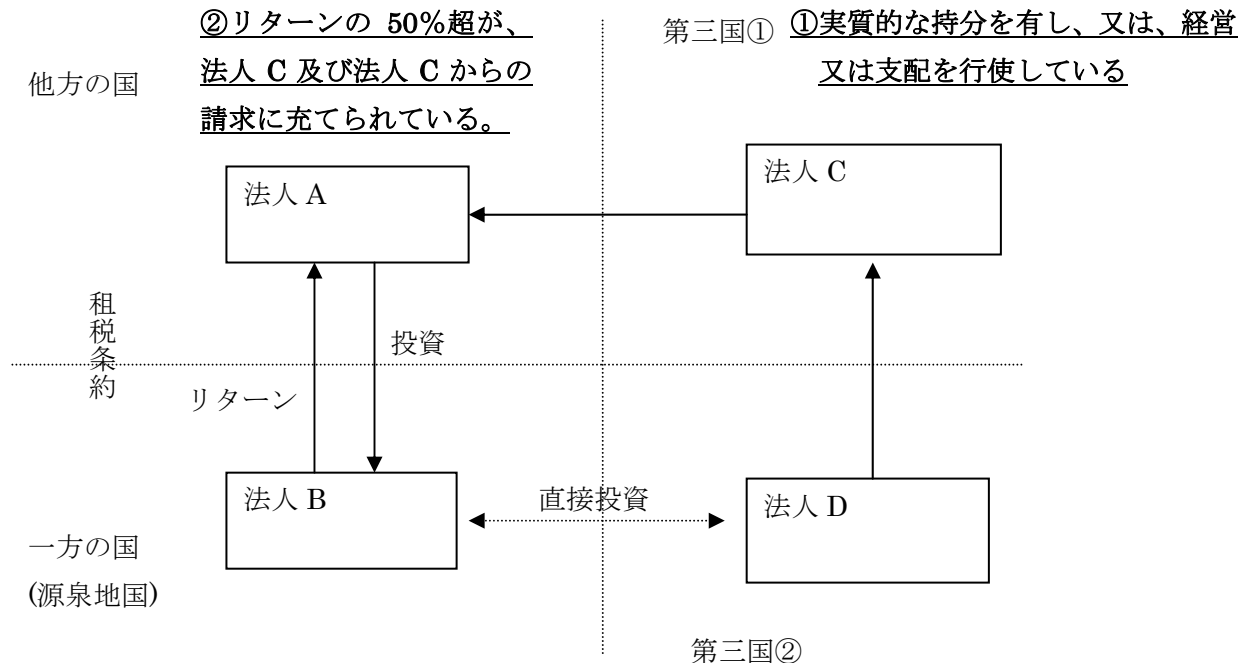 ②リターンの 50%超が、
法人 C 及び法人 C からの
請求に充てられている。
第三国①
①実質的な持分を有し、又は、経営
又は支配を行使している
他方の国
法人 A
法人 C
租税条約
投資
リターン
法人 B
直接投資
法人 D
一方の国
(源泉地国)
第三国②